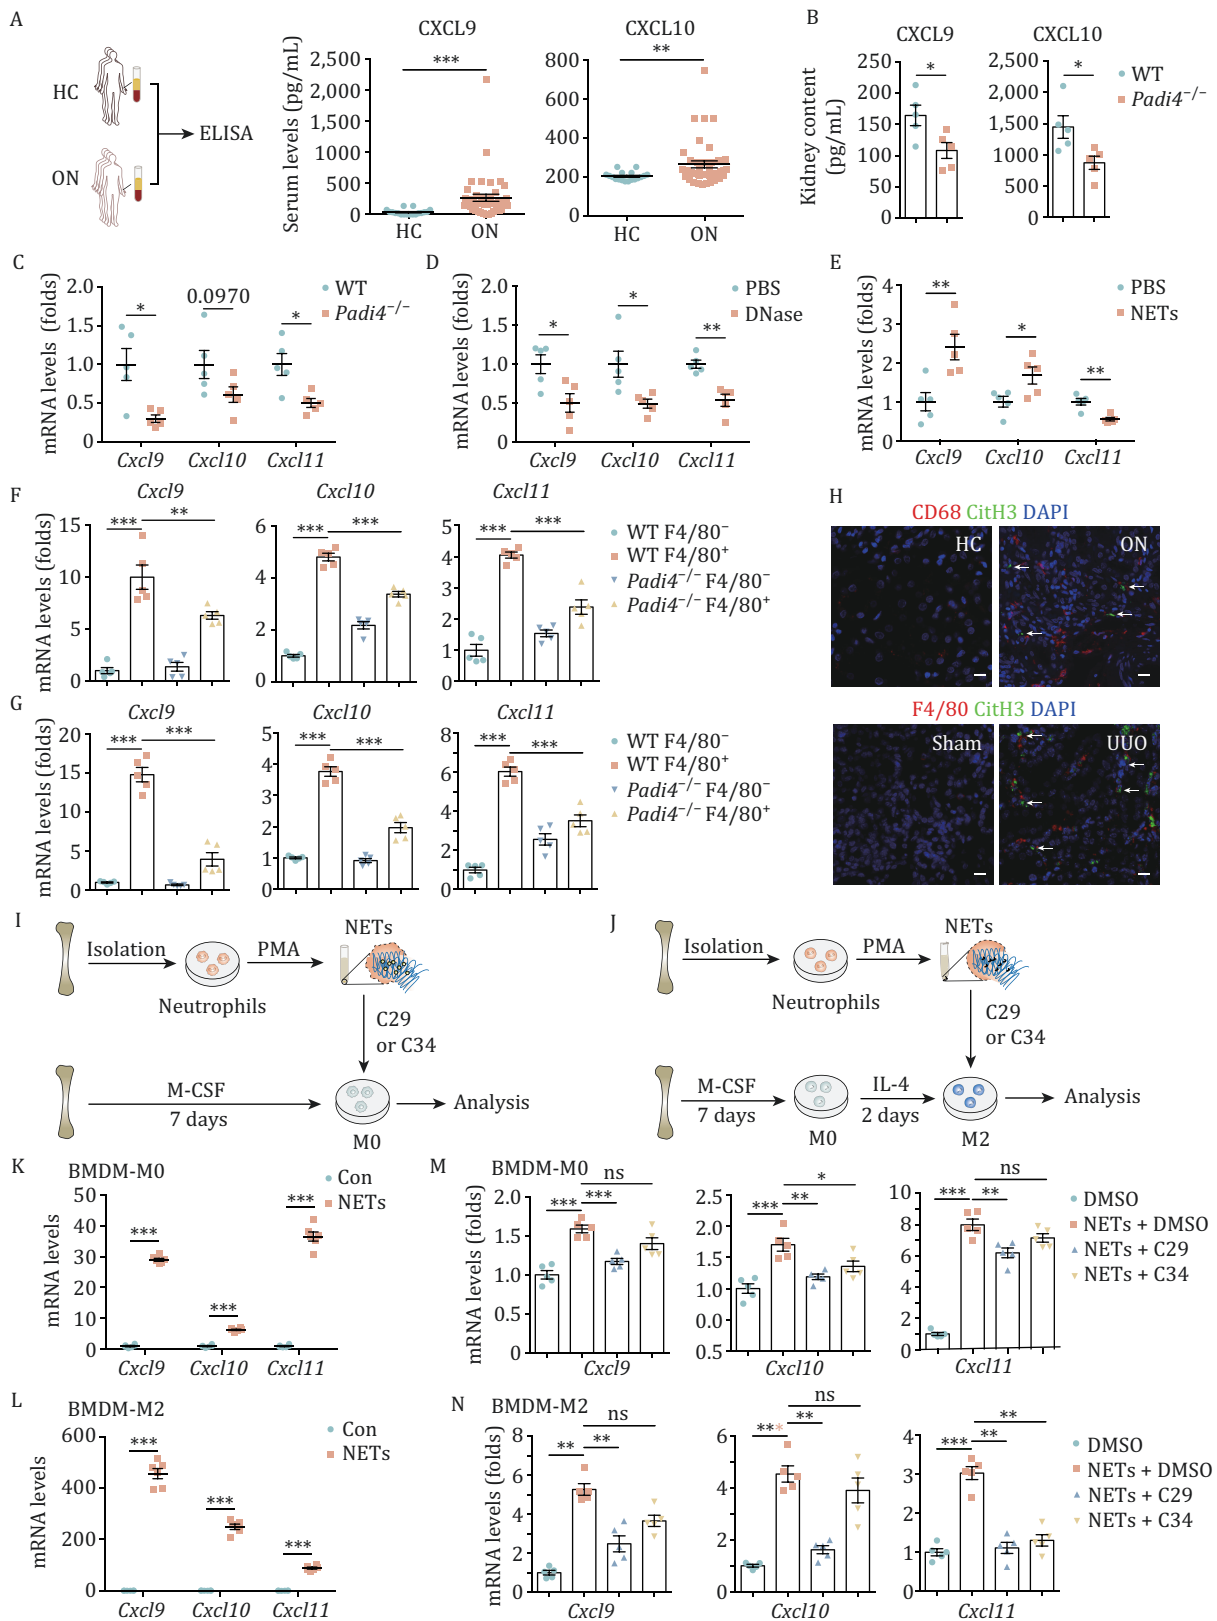 A
HC
ON
ELISA
CXCL9
Serum levels (pg/mL)
2,500
2,000
1,500
1,000
500
0
***
HC
ON
CXCL10
800
600
400
200
0
**
HC
ON
B
CXCL9
Kidney content
(pg/mL)
250
200
150
100
50
0
*
CXCL10
2,500
2,000
1,500
1000
500
0
*
WT
Padi4−/−
C
mRNA levels (folds)
2.0
1.5
1.0
0.5
0
*
0.0970
*
WT
Padi4−/−
Cxcl9
Cxcl10
Cxcl11
D
mRNA levels (folds)
2.0
1.5
1.0
0.5
0
*
*
**
PBS
DNase
Cxcl9
Cxcl10
Cxcl11
E
mRNA levels (folds)
4
3
2
1
0
**
*
**
PBS
NETs
Cxcl9
Cxcl10
Cxcl11
F
Cxcl9
mRNA levels (folds)
15
10
5
0
***
**
Cxcl10
6
4
2
0
***
***
Cxcl11
5
4
3
2
1
0
***
***
WT F4/80−
WT F4/80+
Padi4−/− F4/80−
Padi4−/− F4/80+
G
Cxcl9
mRNA levels (folds)
20
15
10
5
0
***
***
Cxcl10
5
4
3
2
1
0
***
***
Cxcl11
8
6
4
2
0
***
***
WT F4/80−
WT F4/80+
Padi4−/− F4/80−
Padi4−/− F4/80+
H
CD68 CitH3 DAPI
HC
ON
F4/80 CitH3 DAPI
Sham
UUO
I
Isolation
PMA
NETs
Neutrophils
C29
or C34
M-CSF
7 days
M0
Analysis
J
Isolation
PMA
NETs
Neutrophils
C29
or C34
M-CSF
7 days
IL-4
2 days
M0
M2
Analysis
K
BMDM-M0
mRNA levels
50
40
30
20
10
0
***
***
***
Con
NETs
Cxcl9
Cxcl10
Cxcl11
M
BMDM-M0
mRNA levels (folds)
2.0
1.5
1.0
1
0
***
***
ns
Cxcl9
2.5
2.0
1.5
1.0
1.0
0.5
***
**
*
Cxcl10
10
8
6
4
2
0
***
**
ns
Cxcl11
DMSO
NETs + DMSO
NETs + C29
NETs + C34
L
BMDM-M2
mRNA levels
600
400
200
0
***
***
***
Con
NETs
Cxcl9
Cxcl10
Cxcl11
N
BMDM-M2
mRNA levels (folds)
8
6
4
2
0
**
**
ns
Cxcl9
6
4
2
0
***
**
ns
Cxcl10
4
3
2
1
0
***
**
**
Cxcl11
DMSO
NETs + DMSO
NETs + C29
NETs + C34